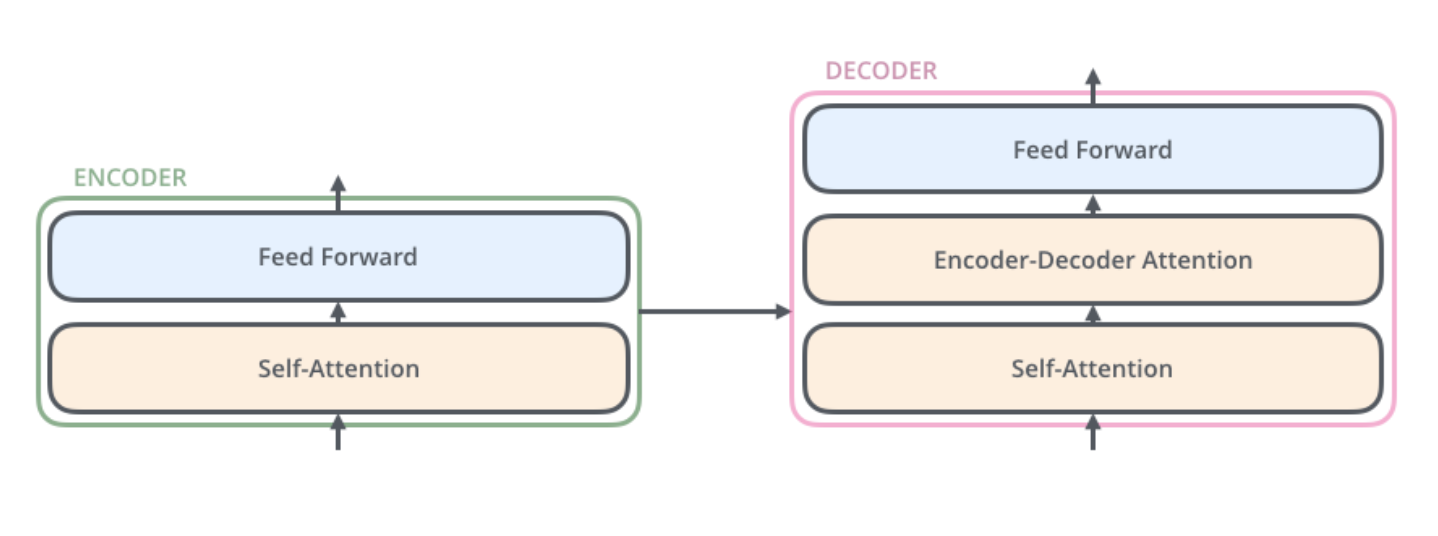 ENCODER
Feed Forward
Self-Attention
DECODER
Feed Forward
Encoder-Decoder Attention
Self-Attention